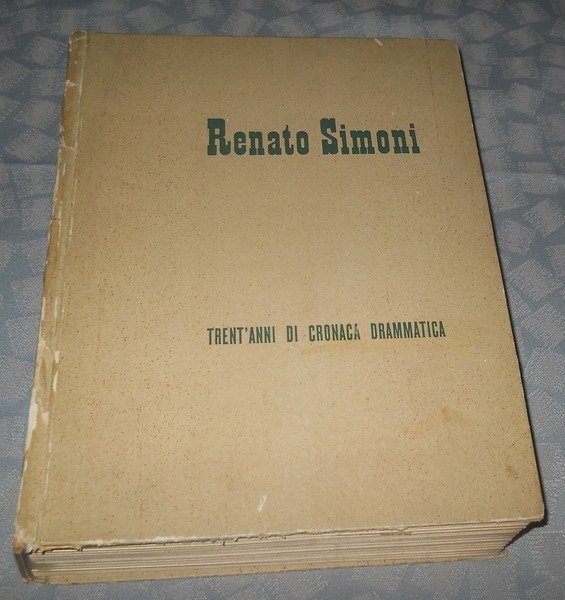 Renato Simoni
TRENT'ANNI DI CRONACA DRAMMATICA